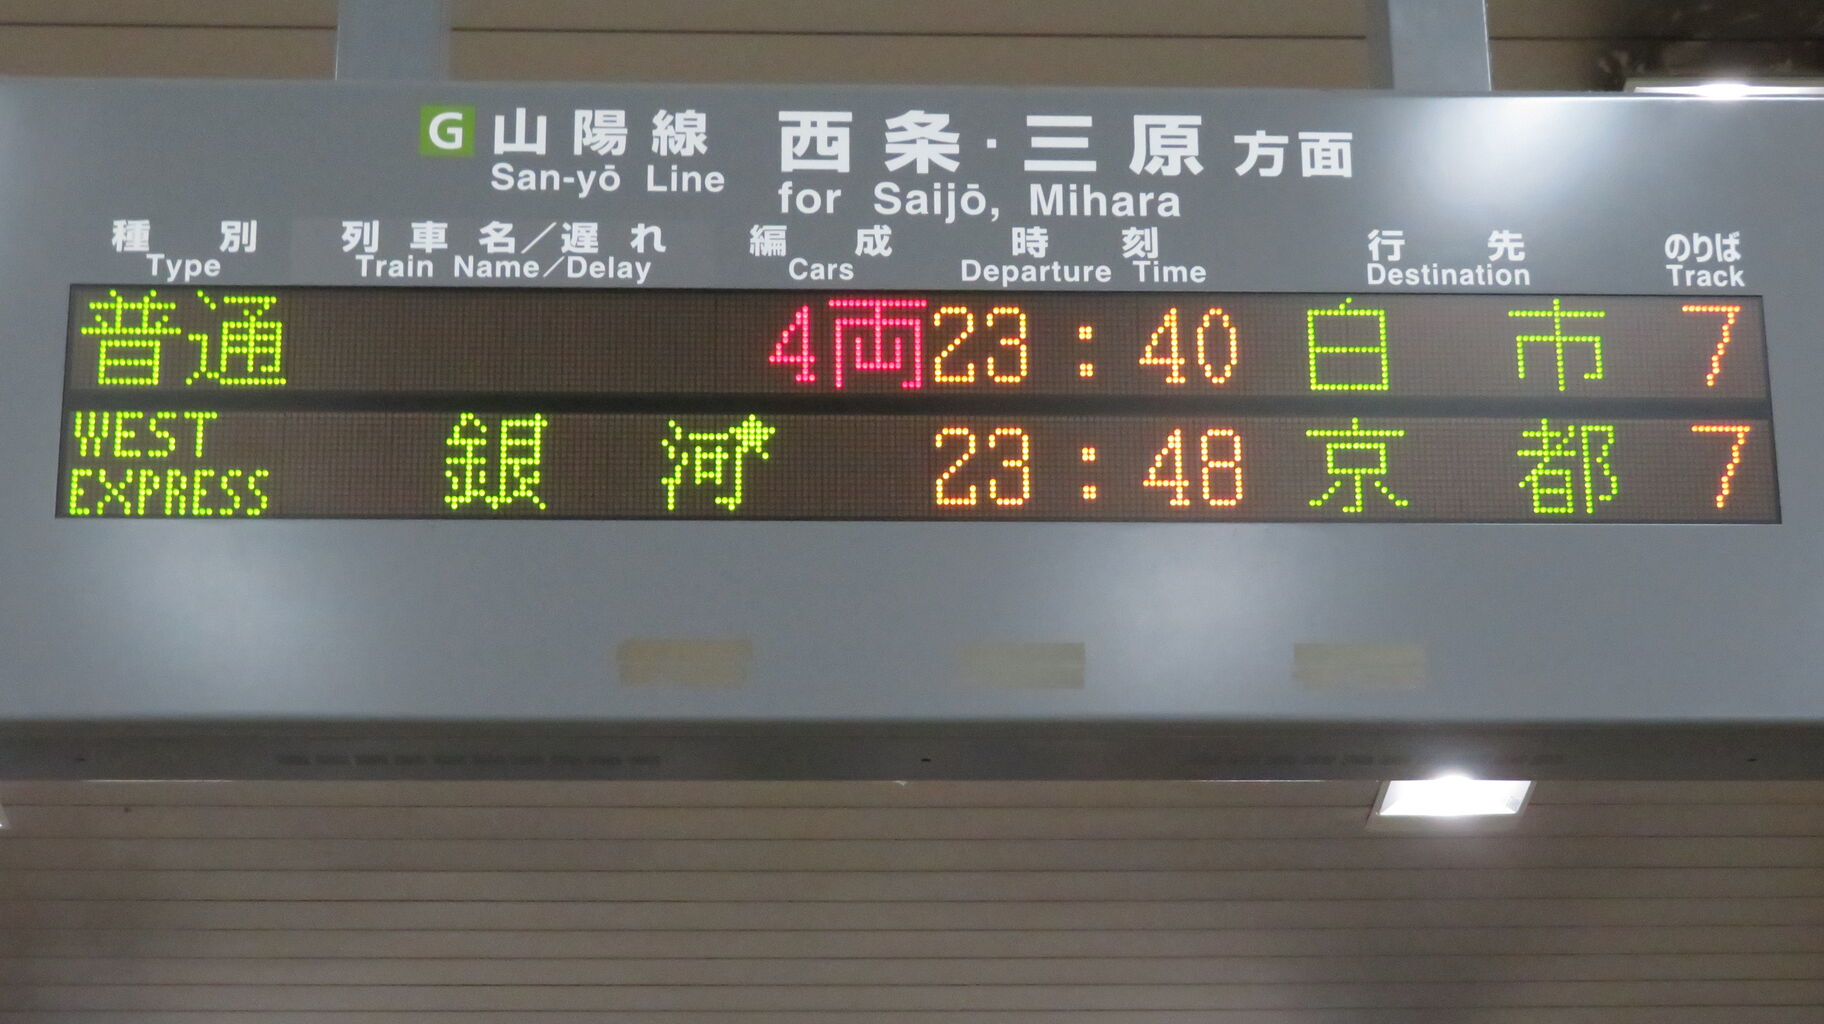 G 山陽線 西条・三原方面
San-yō Line for Saijō, Mihara
種別 列車名／遅れ 編成 時刻 行先 のりば
Type Train Name／Delay Cars Departure Time Destination Track
普通 4両 23:40 白市 7
WEST EXPRESS 銀河★ 23:48 京都 7